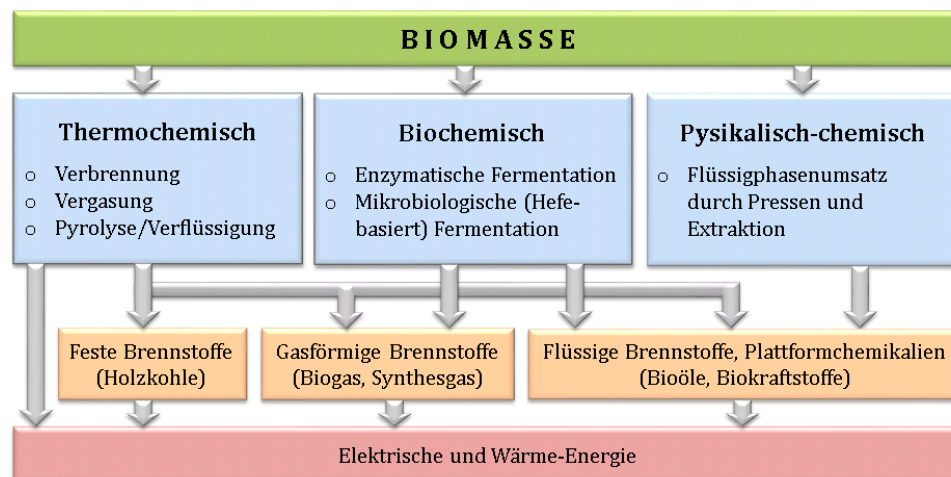 BIOMASSE
Thermochemisch
○ Verbrennung
○ Vergasung
○ Pyrolyse/Verflüssigung
Biochemisch
○ Enzymatische Fermentation
○ Mikrobiologische (Hefe-
basiert) Fermentation
Pysikalisch-chemisch
○ Flüssigphasenumsatz
durch Pressen und
Extraktion
Feste Brennstoffe
(Holzkohle)
Gasförmige Brennstoffe
(Biogas, Synthesgas)
Flüssige Brennstoffe, Plattformchemikalien
(Bioöle, Biokraftstoffe)
Elektrische und Wärme-Energie